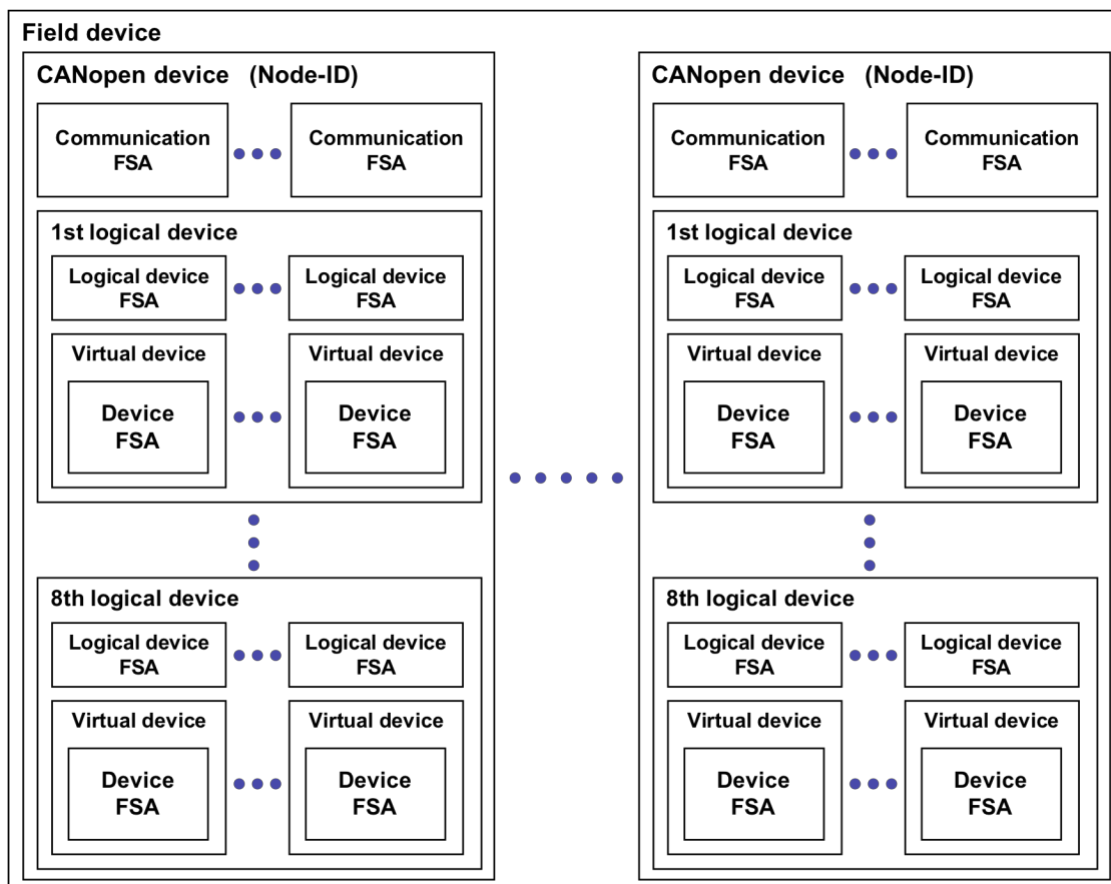 Field device
CANopen device (Node-ID)
Communication
FSA
Communication
FSA
1st logical device
Logical device
FSA
Logical device
FSA
Virtual device
Device
FSA
Virtual device
Device
FSA
8th logical device
Logical device
FSA
Logical device
FSA
Virtual device
Device
FSA
Virtual device
Device
FSA
CANopen device (Node-ID)
Communication
FSA
Communication
FSA
1st logical device
Logical device
FSA
Logical device
FSA
Virtual device
Device
FSA
Virtual device
Device
FSA
8th logical device
Logical device
FSA
Logical device
FSA
Virtual device
Device
FSA
Virtual device
Device
FSA